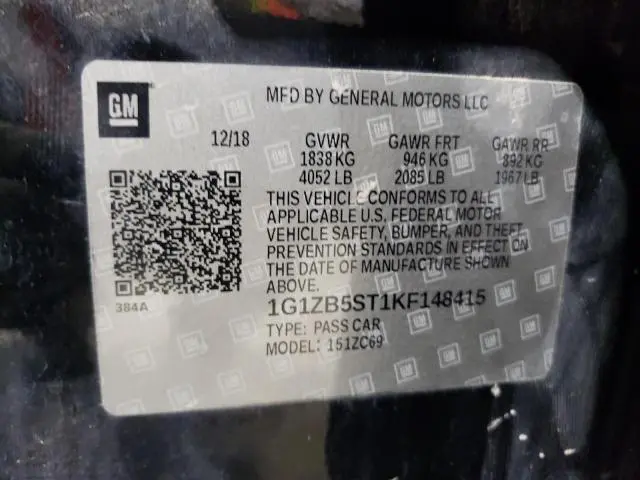 GM
MFD BY GENERAL MOTORS LLC
12/18 GVWR GAWR FRT GAWR RR
1838 KG 946 KG 892 KG
4052 LB 2085 LB 1967 LB
THIS VEHICLE CONFORMS TO ALL
APPLICABLE U.S. FEDERAL MOTOR
VEHICLE SAFETY, BUMPER, AND THEFT
PREVENTION STANDARDS IN EFFECT ON
THE DATE OF MANUFACTURE SHOWN
ABOVE.
384A
1G1ZB5ST1KF148415
TYPE: PASS CAR
MODEL: 1S1ZC69